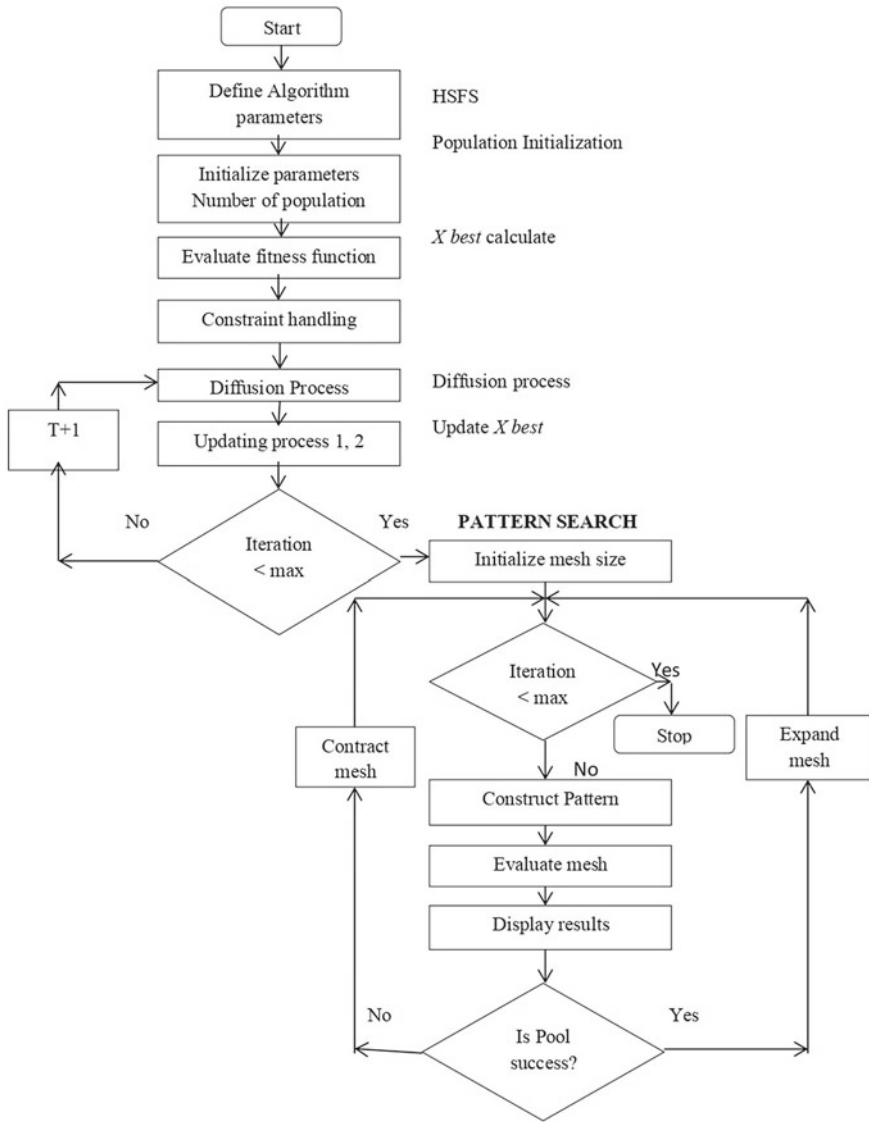 Start
Define Algorithm
parameters
HSFS
Population Initialization
Initialize parameters
Number of population
X best calculate
Evaluate fitness function
Constraint handling
Diffusion Process
Diffusion process
T+1
Updating process 1, 2
Update X best
No
Yes
Iteration
< max
PATTERN SEARCH
Initialize mesh size
Iteration
< max
Yes
Stop
Contract
mesh
Expand
mesh
No
Construct Pattern
Evaluate mesh
Display results
No
Yes
Is Pool
success?